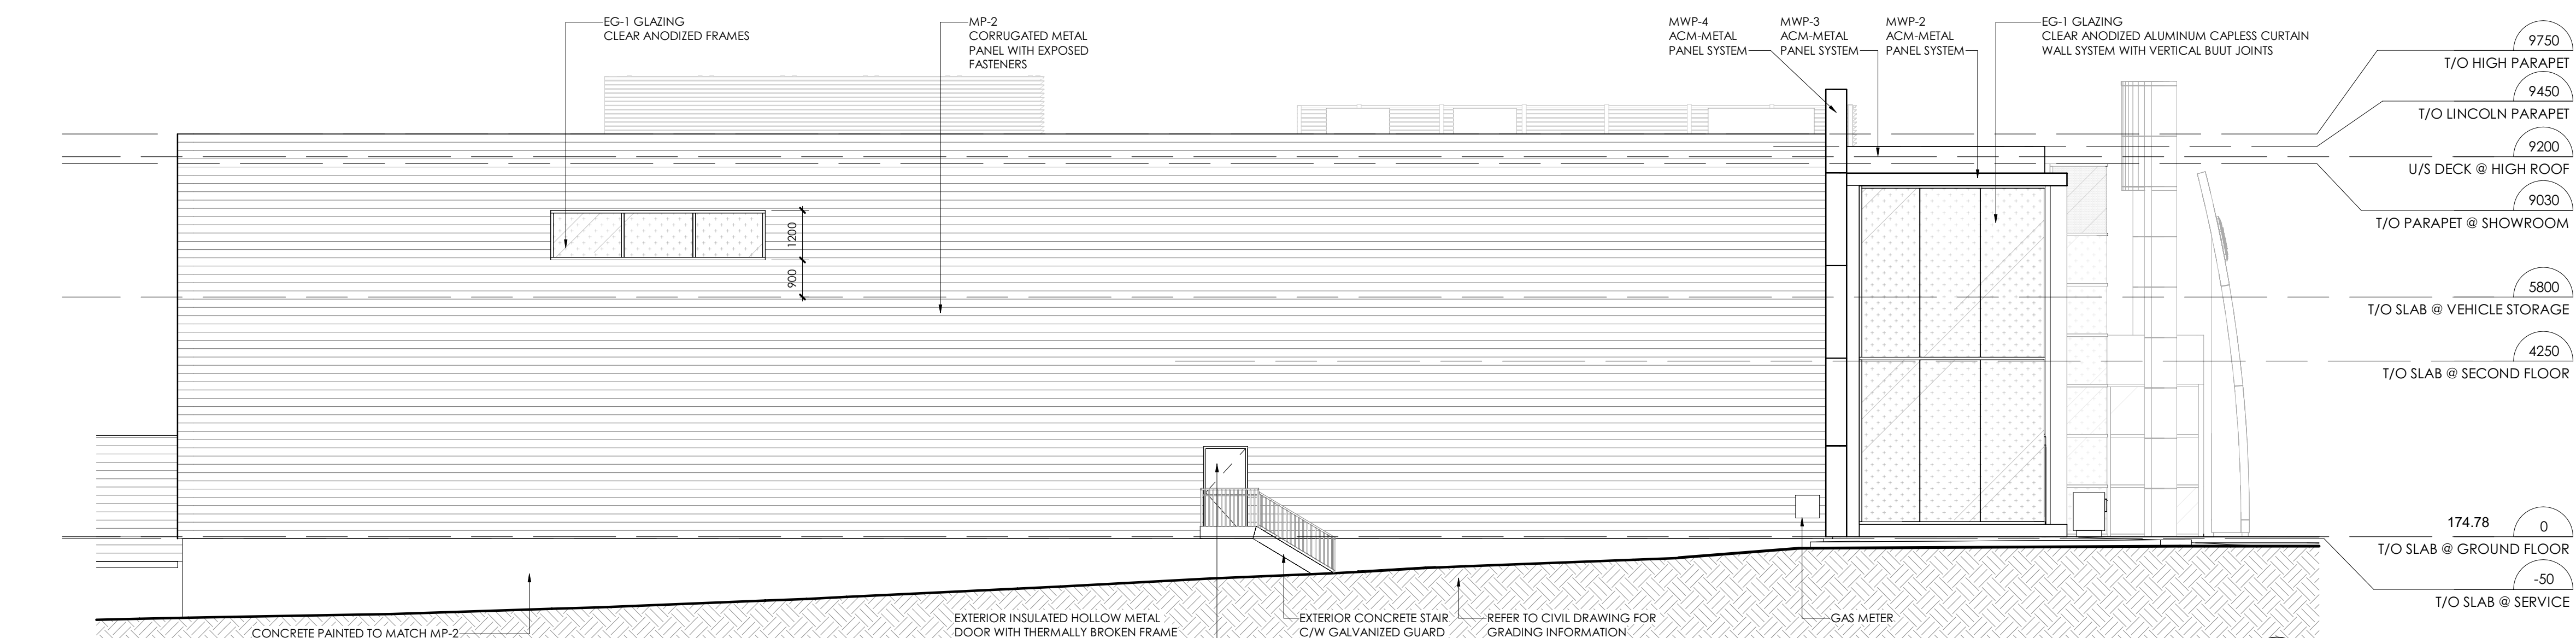 EG-1 GLAZING
CLEAR ANODIZED FRAMES
MP-2
CORRUGATED METAL
PANEL WITH EXPOSED
FASTENERS
MWP-4
ACM-METAL
PANEL SYSTEM
MWP-3
ACM-METAL
PANEL SYSTEM
MWP-2
ACM-METAL
PANEL SYSTEM
EG-1 GLAZING
CLEAR ANODIZED ALUMINUM CAPLESS CURTAIN
WALL SYSTEM WITH VERTICAL BUUT JOINTS
9750
T/O HIGH PARAPET
9450
T/O LINCOLN PARAPET
9200
U/S DECK @ HIGH ROOF
9030
T/O PARAPET @ SHOWROOM
1200
900
5800
T/O SLAB @ VEHICLE STORAGE
4250
T/O SLAB @ SECOND FLOOR
174.78
0
T/O SLAB @ GROUND FLOOR
-50
T/O SLAB @ SERVICE
CONCRETE PAINTED TO MATCH MP-2
EXTERIOR INSULATED HOLLOW METAL
DOOR WITH THERMALLY BROKEN FRAME
EXTERIOR CONCRETE STAIR
C/W GALVANIZED GUARD
REFER TO CIVIL DRAWING FOR
GRADING INFORMATION
GAS METER